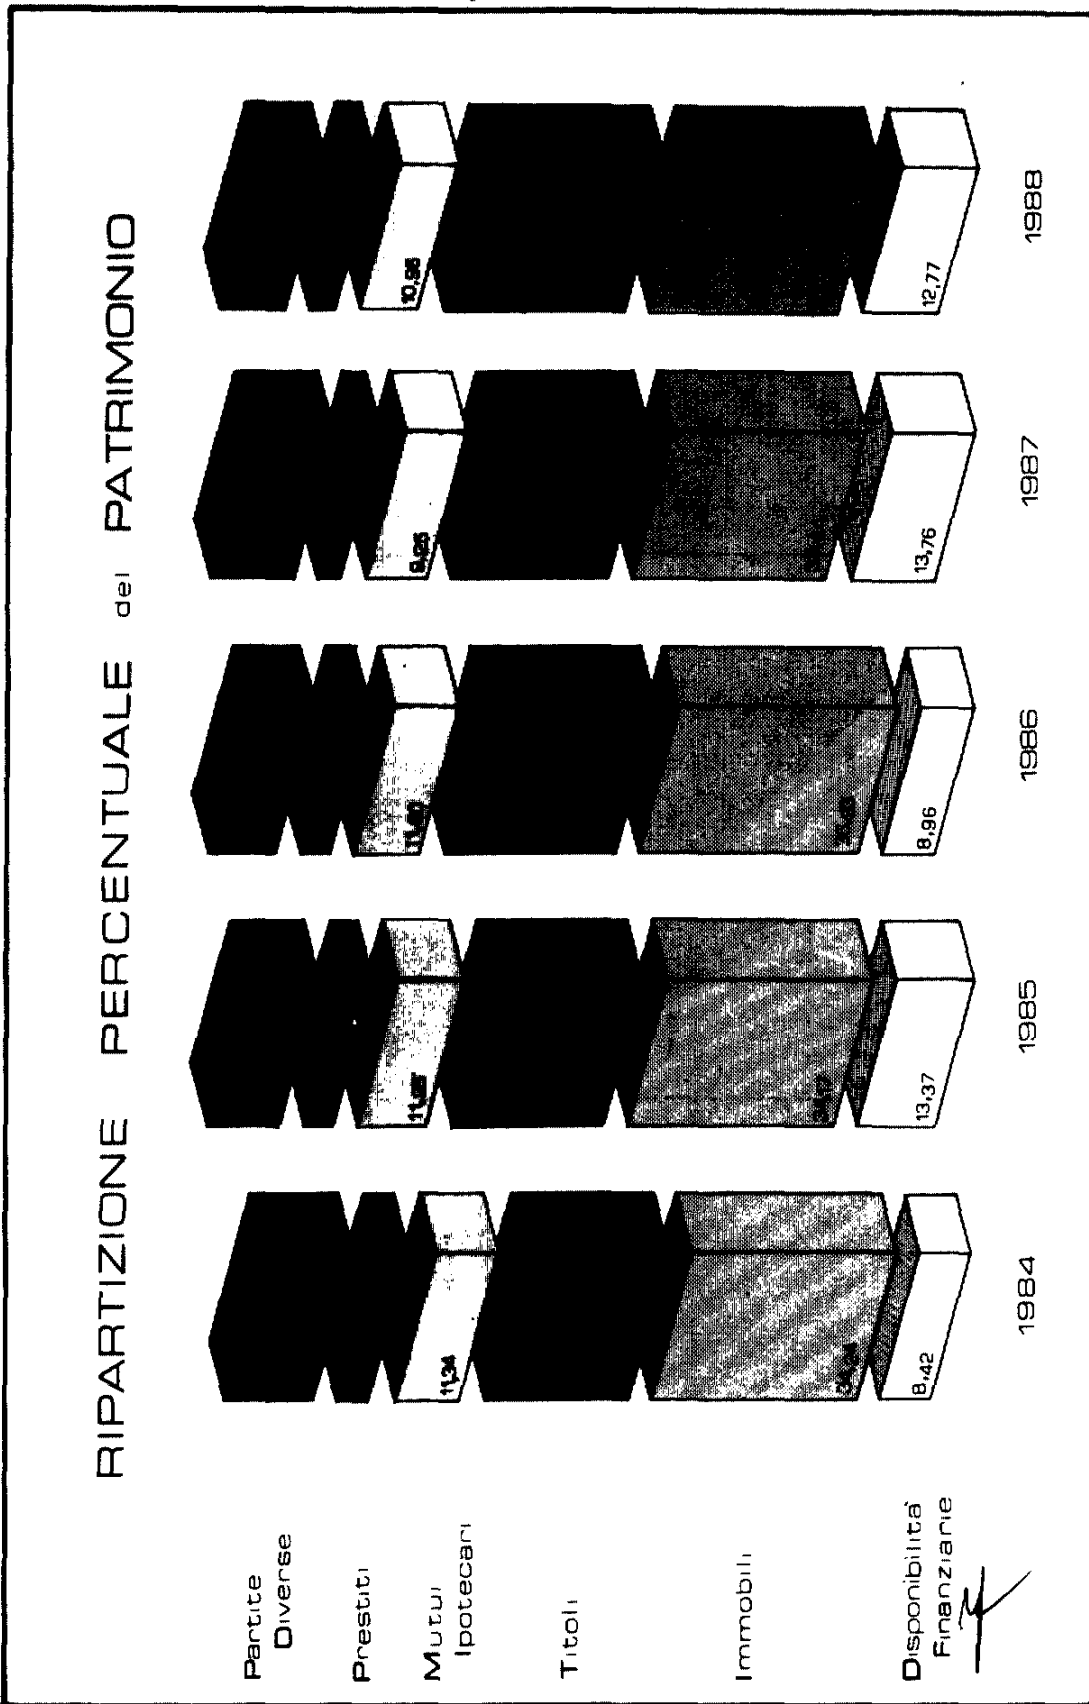 RIPARTIZIONE PERCENTUALE del PATRIMONIO
Partite
Diverse
Prestiti
Mutui
Ipotecari
11,34
10,96
Titoli
Immobili
Disponibilità
Finanziarie
8,42
13,37
8,96
13,76
12,77
1984
1985
1986
1987
1988